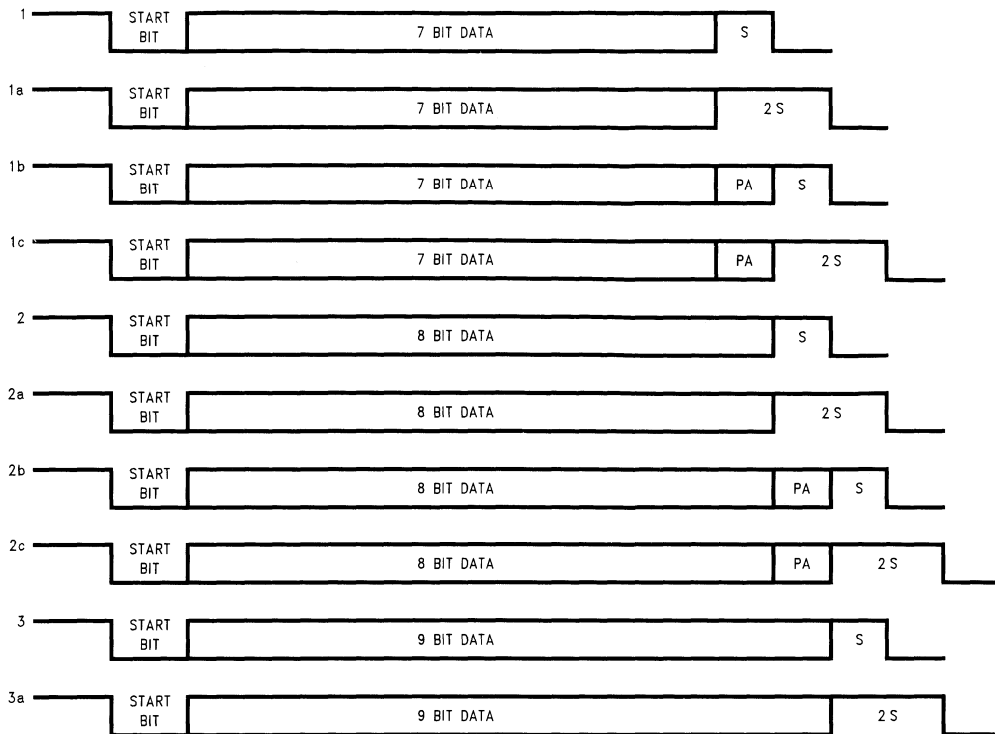 1 START BIT 7 BIT DATA S
1a START BIT 7 BIT DATA 2 S
1b START BIT 7 BIT DATA PA S
1c START BIT 7 BIT DATA PA 2 S
2 START BIT 8 BIT DATA S
2a START BIT 8 BIT DATA 2 S
2b START BIT 8 BIT DATA PA S
2c START BIT 8 BIT DATA PA 2 S
3 START BIT 9 BIT DATA S
3a START BIT 9 BIT DATA 2 S